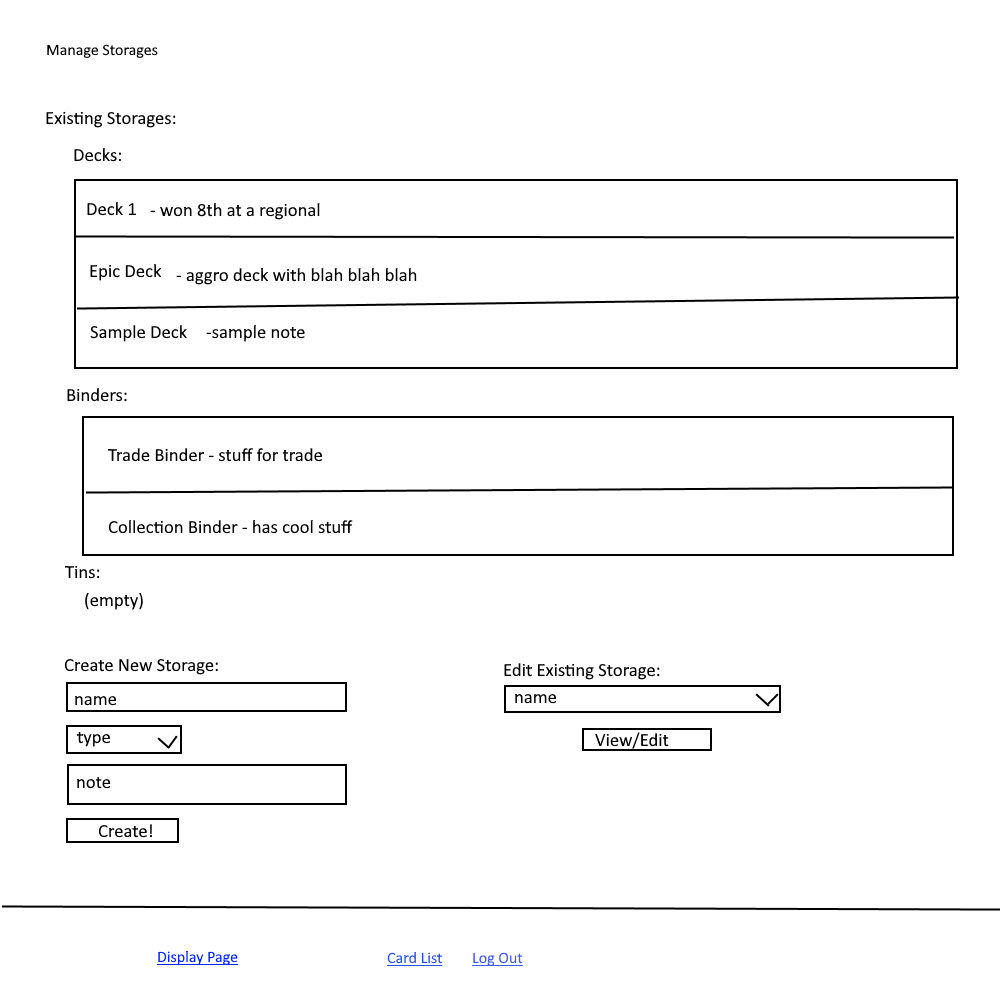 Manage Storages
Existing Storages:
Decks:
Deck 1 - won 8th at a regional
Epic Deck - aggro deck with blah blah blah
Sample Deck -sample note
Binders:
Trade Binder - stuff for trade
Collection Binder - has cool stuff
Tins:
(empty)
Create New Storage:
name
type
note
Create!
Edit Existing Storage:
name
View/Edit
Display Page Card List Log Out